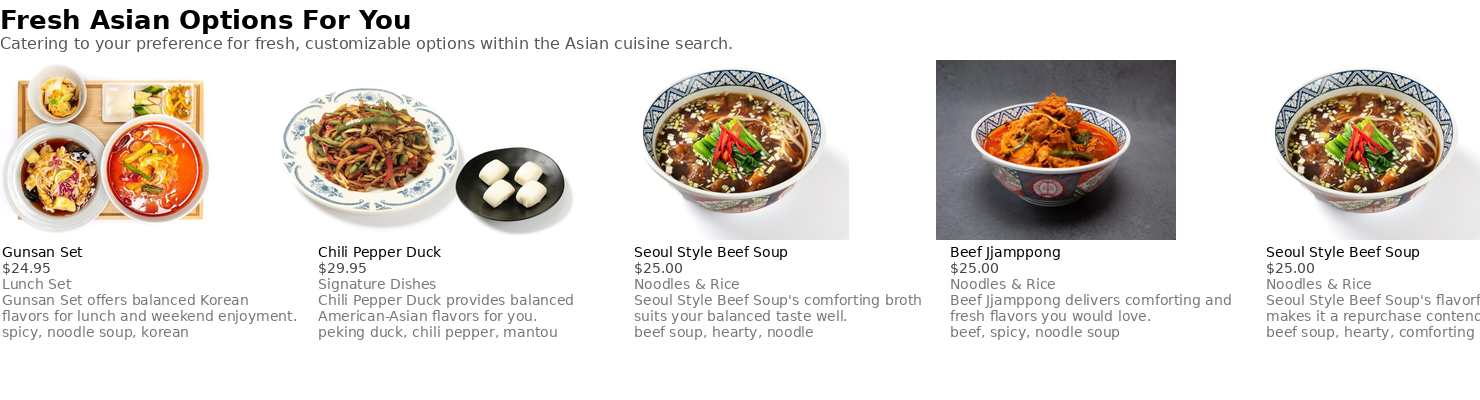 Fresh Asian Options For You
Catering to your preference for fresh, customizable options within the Asian cuisine search.
Gunsan Set
$24.95
Lunch Set
Gunsan Set offers balanced Korean
flavors for lunch and weekend enjoyment.
spicy, noodle soup, korean
Chili Pepper Duck
$29.95
Signature Dishes
Chili Pepper Duck provides balanced
American-Asian flavors for you.
peking duck, chili pepper, mantou
Seoul Style Beef Soup
$25.00
Noodles & Rice
Seoul Style Beef Soup's comforting broth
suits your balanced taste well.
beef soup, hearty, noodle
Beef Jjamppong
$25.00
Noodles & Rice
Beef Jjamppong delivers comforting and
fresh flavors you would love.
beef, spicy, noodle soup
Seoul Style Beef Soup
$25.00
Noodles & Rice
Seoul Style Beef Soup's
makes it a repurchase
beef soup, hearty, comforting